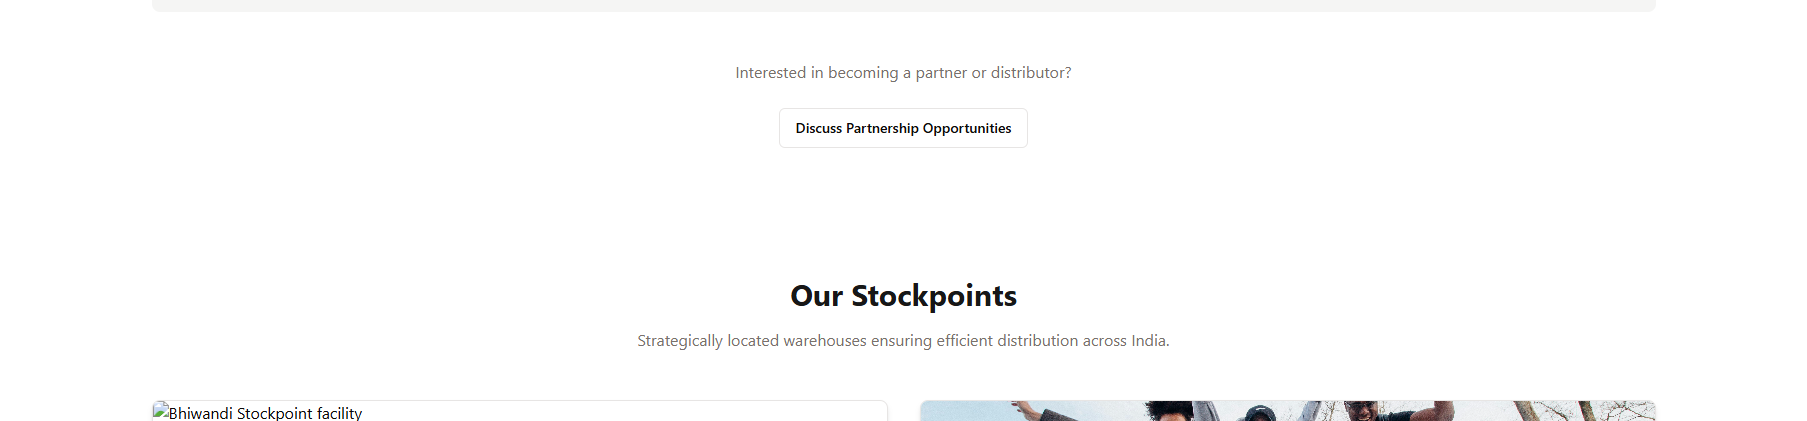 Interested in becoming a partner or distributor?
Discuss Partnership Opportunities
Our Stockpoints
Strategically located warehouses ensuring efficient distribution across India.
Bhiwandi Stockpoint facility